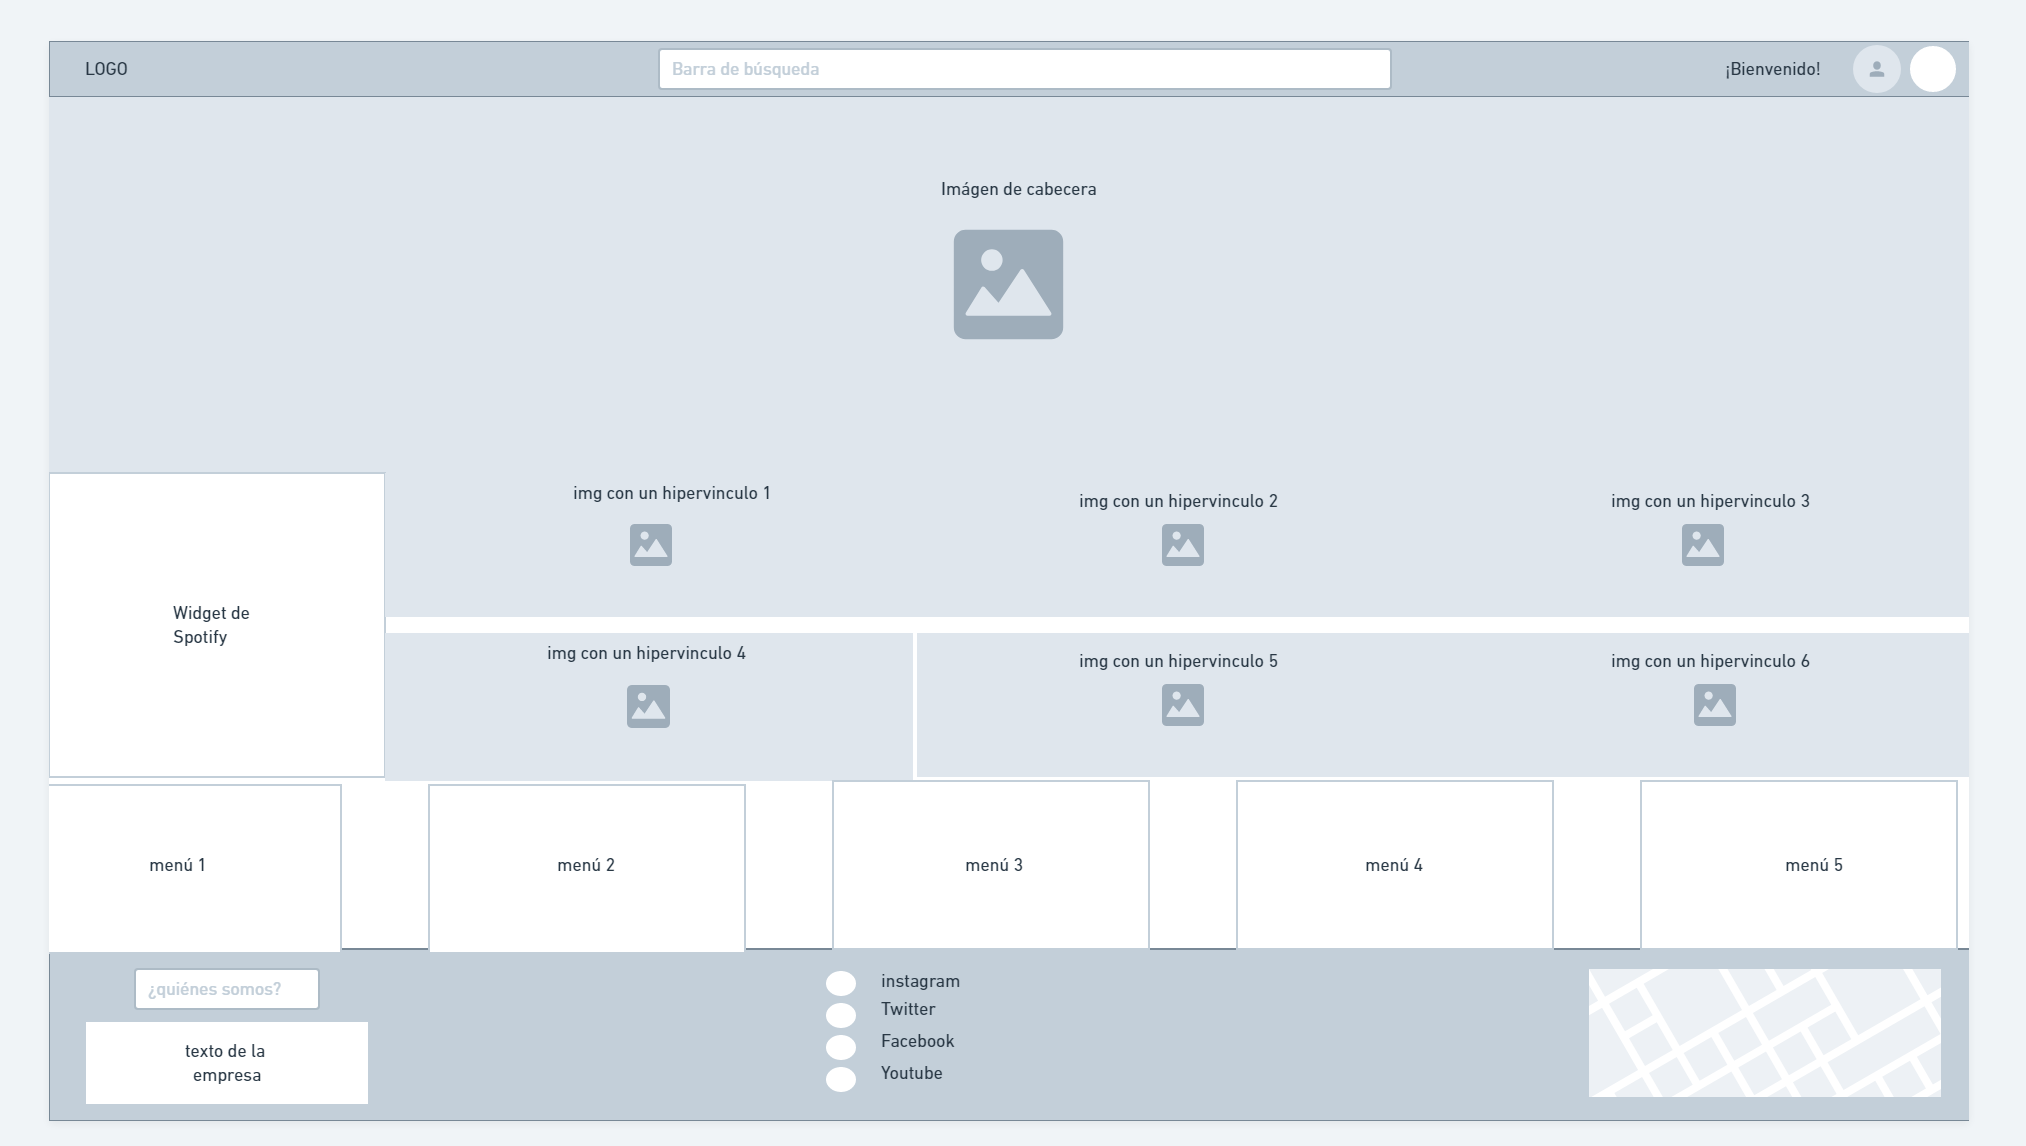 LOGO
Barra de búsqueda
¡Bienvenido!
Imágen de cabecera
Widget de
Spotify
img con un hipervinculo 1
img con un hipervinculo 2
img con un hipervinculo 3
img con un hipervinculo 4
img con un hipervinculo 5
img con un hipervinculo 6
menú 1
menú 2
menú 3
menú 4
menú 5
¿quiénes somos?
texto de la
empresa
instagram
Twitter
Facebook
Youtube